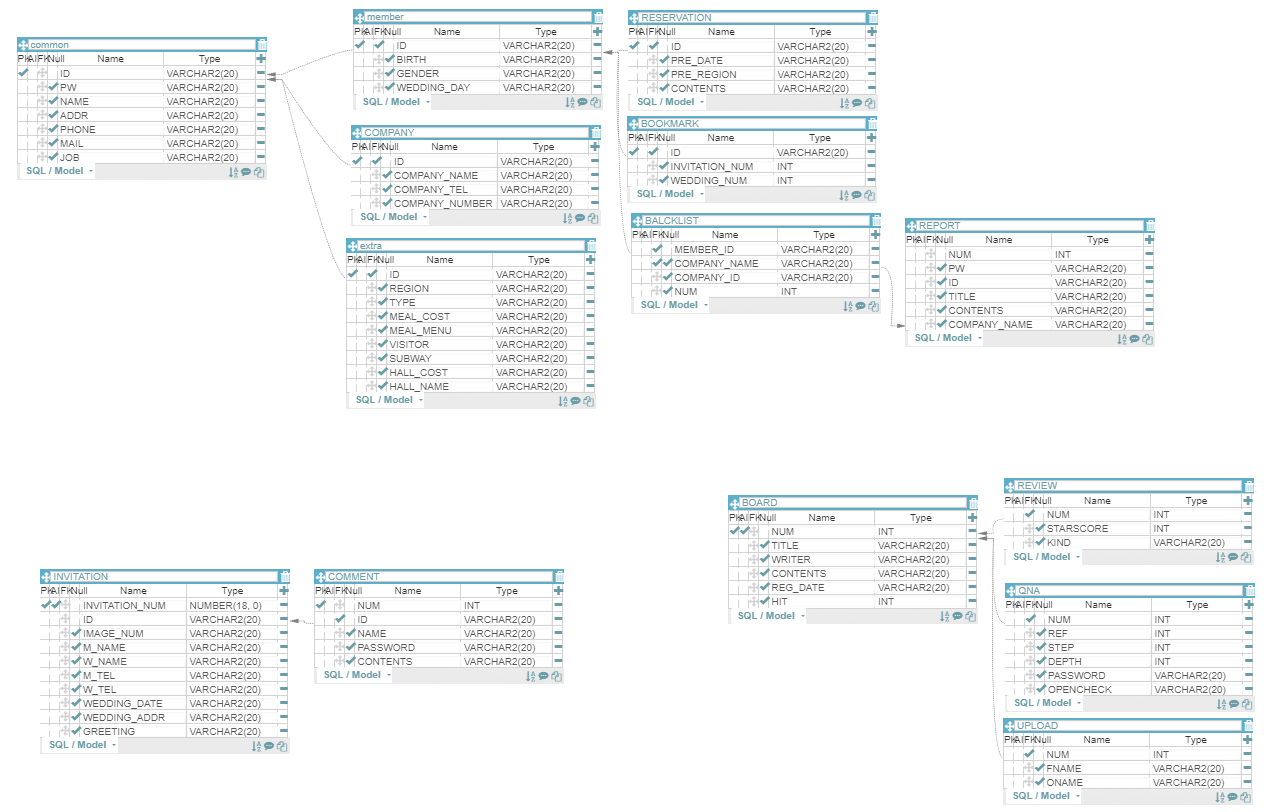 common
PK AI FK Null Name Type
ID VARCHAR2(20)
PW VARCHAR2(20)
NAME VARCHAR2(20)
ADDR VARCHAR2(20)
PHONE VARCHAR2(20)
MAIL VARCHAR2(20)
JOB VARCHAR2(20)
SQL / Model
member
PK AI FK Null Name Type
ID VARCHAR2(20)
BIRTH VARCHAR2(20)
GENDER VARCHAR2(20)
WEDDING_DAY VARCHAR2(20)
SQL / Model
COMPANY
PK AI FK Null Name Type
ID VARCHAR2(20)
COMPANY_NAME VARCHAR2(20)
COMPANY_TEL VARCHAR2(20)
COMPANY_NUMBER VARCHAR2(20)
SQL / Model
extra
PK AI FK Null Name Type
ID VARCHAR2(20)
REGION VARCHAR2(20)
TYPE VARCHAR2(20)
MEAL_COST VARCHAR2(20)
MEAL_MENU VARCHAR2(20)
VISITOR VARCHAR2(20)
SUBWAY VARCHAR2(20)
HALL_COST VARCHAR2(20)
HALL_NAME VARCHAR2(20)
SQL / Model
RESERVATION
PK AI FK Null Name Type
ID VARCHAR2(20)
PRE_DATE VARCHAR2(20)
PRE_REGION VARCHAR2(20)
CONTENTS VARCHAR2(20)
SQL / Model
BOOKMARK
PK AI FK Null Name Type
ID VARCHAR2(20)
INVITATION_NUM INT
WEDDING_NUM INT
SQL / Model
BALCKLIST
PK AI FK Null Name Type
MEMBER_ID VARCHAR2(20)
COMPANY_NAME VARCHAR2(20)
COMPANY_ID VARCHAR2(20)
NUM INT
SQL / Model
REPORT
PK AI FK Null Name Type
NUM INT
PW VARCHAR2(20)
ID VARCHAR2(20)
TITLE VARCHAR2(20)
CONTENTS VARCHAR2(20)
COMPANY_NAME VARCHAR2(20)
SQL / Model
INVITATION
PK AI FK Null Name Type
INVITATION_NUM NUMBER(18, 0)
ID VARCHAR2(20)
IMAGE_NUM VARCHAR2(20)
M_NAME VARCHAR2(20)
W_NAME VARCHAR2(20)
M_TEL VARCHAR2(20)
W_TEL VARCHAR2(20)
WEDDING_DATE VARCHAR2(20)
WEDDING_ADDR VARCHAR2(20)
GREETING VARCHAR2(20)
SQL / Model
COMMENT
PK AI FK Null Name Type
NUM INT
ID VARCHAR2(20)
NAME VARCHAR2(20)
PASSWORD VARCHAR2(20)
CONTENTS VARCHAR2(20)
SQL / Model
BOARD
PK AI FK Null Name Type
NUM INT
TITLE VARCHAR2(20)
WRITER VARCHAR2(20)
CONTENTS VARCHAR2(20)
REG_DATE VARCHAR2(20)
HIT INT
SQL / Model
REVIEW
PK AI FK Null Name Type
NUM INT
STARSCORE INT
KIND VARCHAR2(20)
SQL / Model
QNA
PK AI FK Null Name Type
NUM INT
REF INT
STEP INT
DEPTH INT
PASSWORD VARCHAR2(20)
OPENCHECK VARCHAR2(20)
SQL / Model
UPLOAD
PK AI FK Null Name Type
NUM INT
FNAME VARCHAR2(20)
ONAME VARCHAR2(20)
SQL / Model